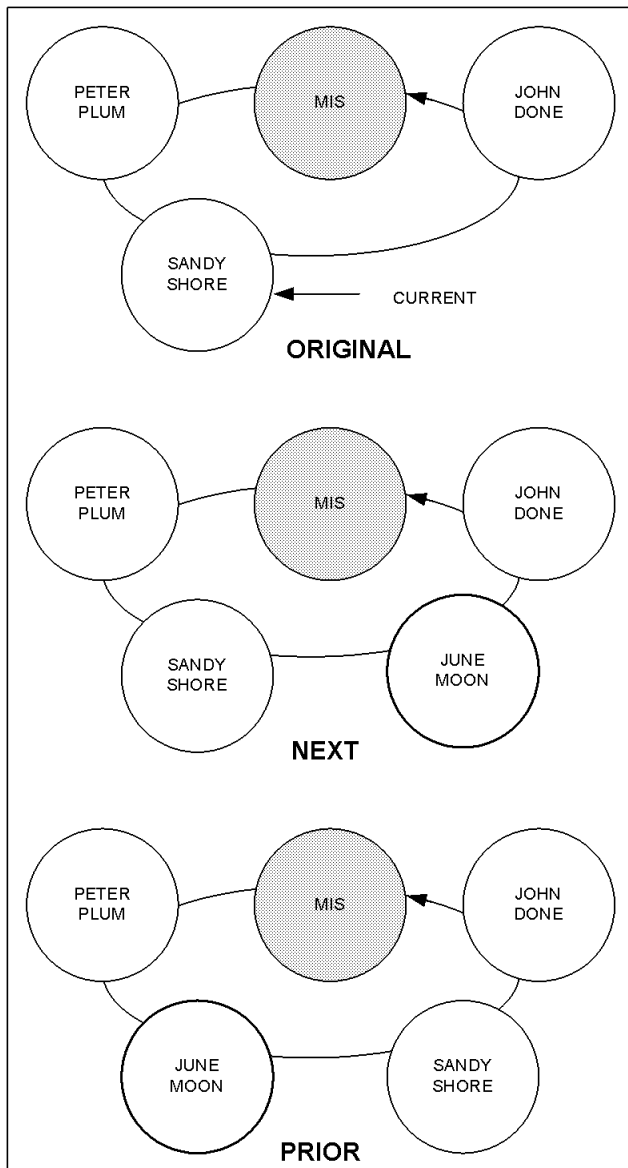 PETER
PLUM
MIS
JOHN
DONE
SANDY
SHORE
CURRENT
ORIGINAL
PETER
PLUM
MIS
JOHN
DONE
SANDY
SHORE
JUNE
MOON
NEXT
PETER
PLUM
MIS
JOHN
DONE
JUNE
MOON
SANDY
SHORE
PRIOR